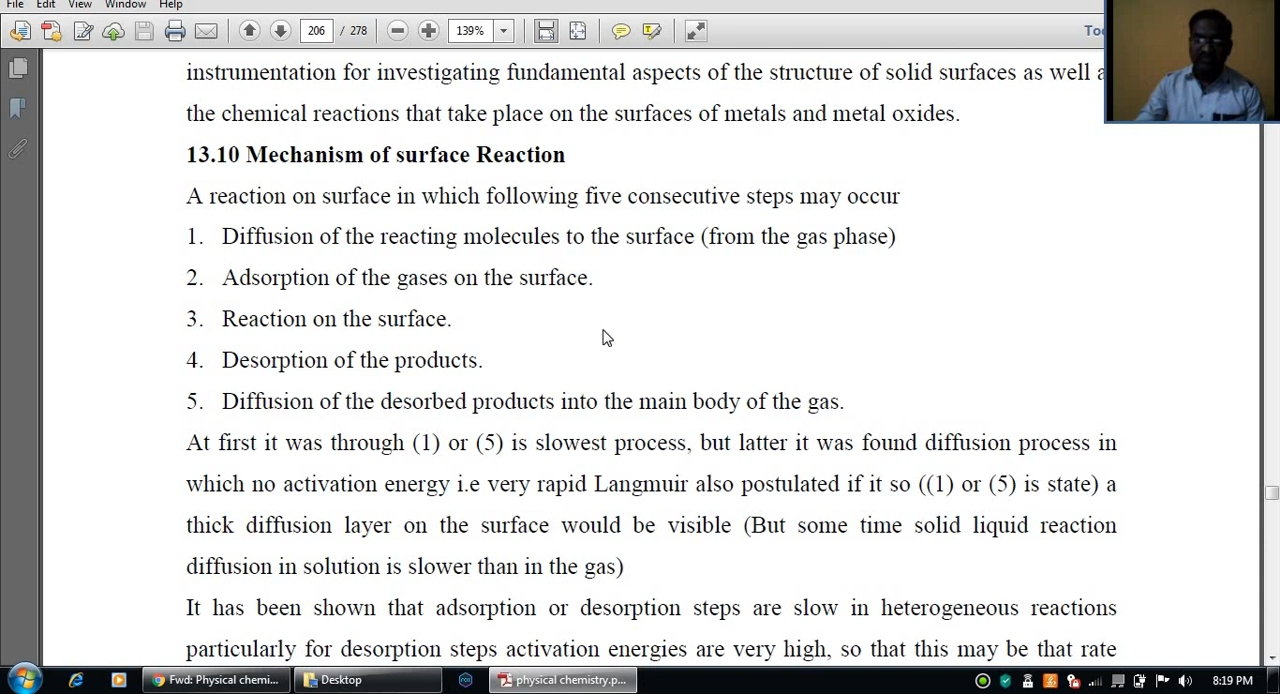 File Edit View Window Help
206 / 278 139% Too
instrumentation for investigating fundamental aspects of the structure of solid surfaces as well a
the chemical reactions that take place on the surfaces of metals and metal oxides.
13.10 Mechanism of surface Reaction
A reaction on surface in which following five consecutive steps may occur
1. Diffusion of the reacting molecules to the surface (from the gas phase)
2. Adsorption of the gases on the surface.
3. Reaction on the surface.
4. Desorption of the products.
5. Diffusion of the desorbed products into the main body of the gas.
At first it was through (1) or (5) is slowest process, but latter it was found diffusion process in
which no activation energy i.e very rapid Langmuir also postulated if it so ((1) or (5) is state) a
thick diffusion layer on the surface would be visible (But some time solid liquid reaction
diffusion in solution is slower than in the gas)
It has been shown that adsorption or desorption steps are slow in heterogeneous reactions
particularly for desorption steps activation energies are very high, so that this may be that rate
Fwd: Physical chemi... Desktop physical chemistry.p... 8:19 PM